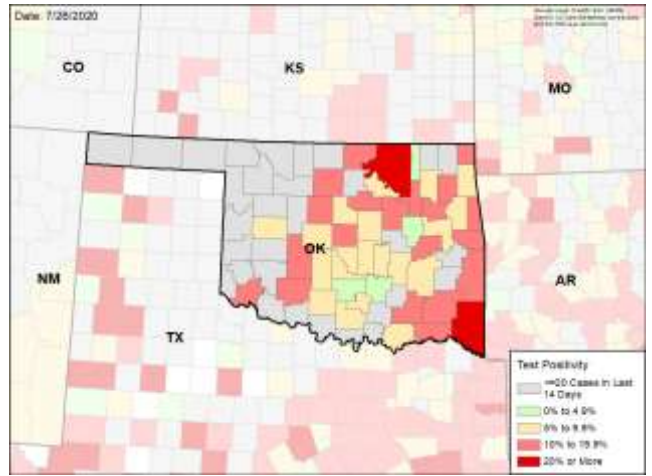 Date: 7/28/2020
CO
KS
MO
OK
NM
TX
AR
Test Positivity
<=20 Cases In Last
14 Days
0% to 4.9%
5% to 9.9%
10% to 19.9%
20% or More